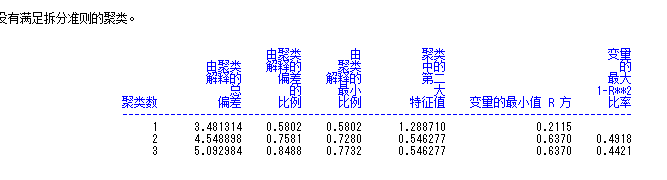 没有满足拆分准则的聚类。
由聚类 由 聚类 变量
由聚类 解释的 聚类 中的 的
解释的 偏差 解释的 第二 最大
总 的 最小 大 1-R**2
聚类数 偏差 比例 比例 特征值 变量的最小值 R 方 比率
1 3.481314 0.5802 0.5802 1.288710 0.2115
2 4.548898 0.7581 0.7280 0.546277 0.6370 0.4918
3 5.092984 0.8488 0.7732 0.546277 0.6370 0.4421